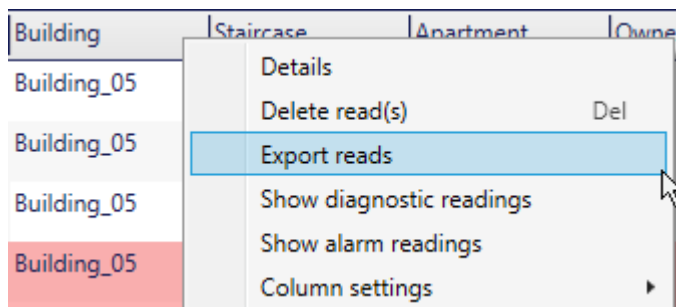 Building Staircase Apartment Owne
Building_05
Details
Delete read(s) Del
Building_05
Export reads
Building_05
Show diagnostic readings
Show alarm readings
Building_05
Column settings